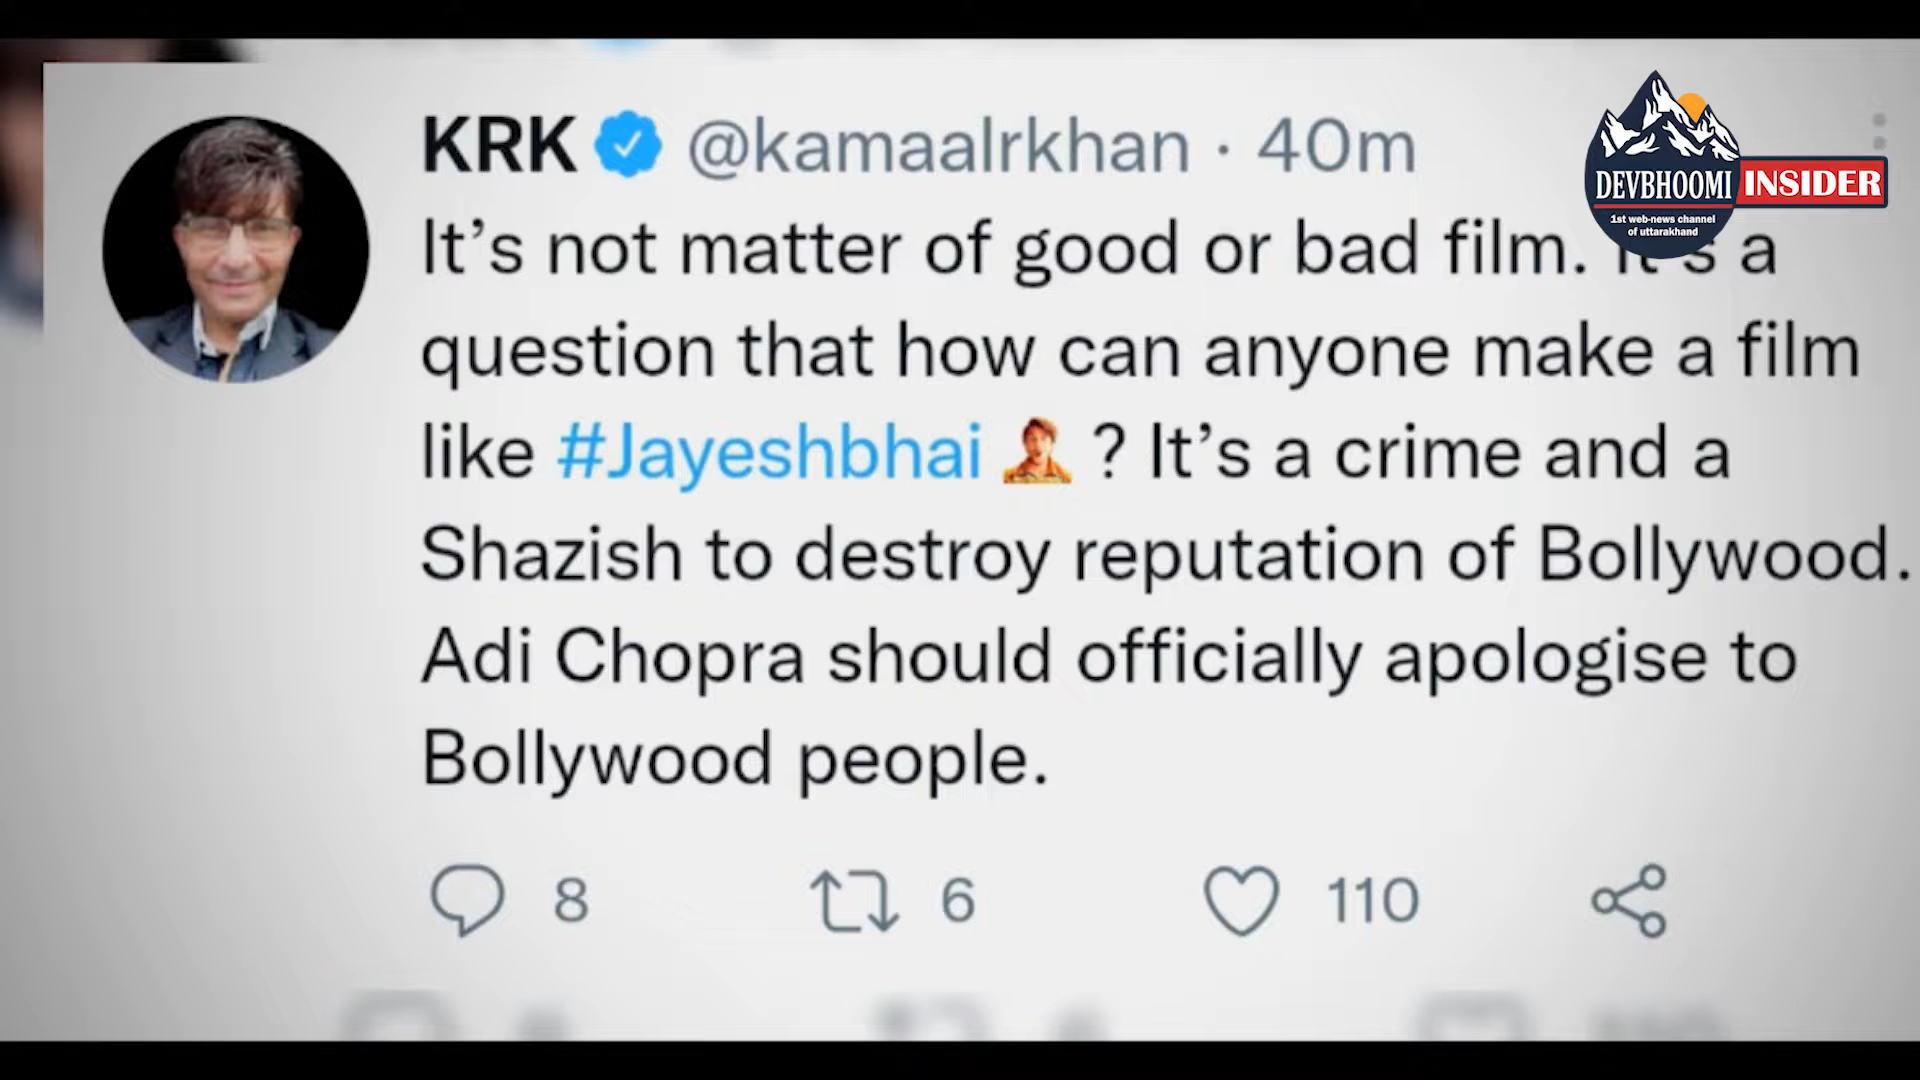 KRK @kamaalrkhan · 40m
It's not matter of good or bad film. It's a
question that how can anyone make a film
like #Jayeshbhai ? It's a crime and a
Shazish to destroy reputation of Bollywood.
Adi Chopra should officially apologise to
Bollywood people.
8 6 110
DEVBHOOMI INSIDER
1st web-news channel
of uttarakhand